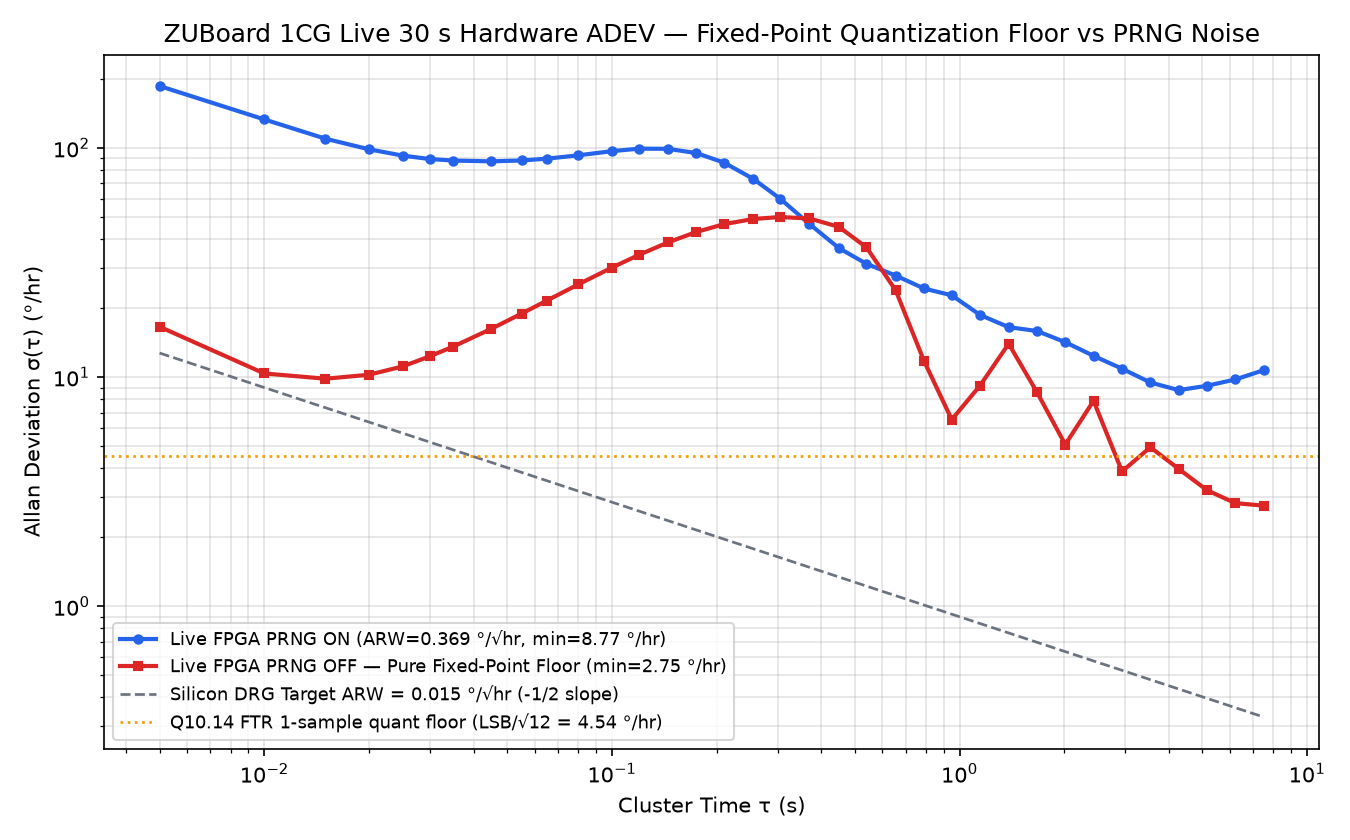 ZUBoard 1CG Live 30 s Hardware ADEV — Fixed-Point Quantization Floor vs PRNG Noise
Allan Deviation σ(τ) (°/hr)
10²
10¹
10⁰
Live FPGA PRNG ON (ARW=0.369 °/√hr, min=8.77 °/hr)
Live FPGA PRNG OFF — Pure Fixed-Point Floor (min=2.75 °/hr)
Silicon DRG Target ARW = 0.015 °/√hr (-1/2 slope)
Q10.14 FTR 1-sample quant floor (LSB/√12 = 4.54 °/hr)
10⁻² 10⁻¹ 10⁰ 10¹
Cluster Time τ (s)